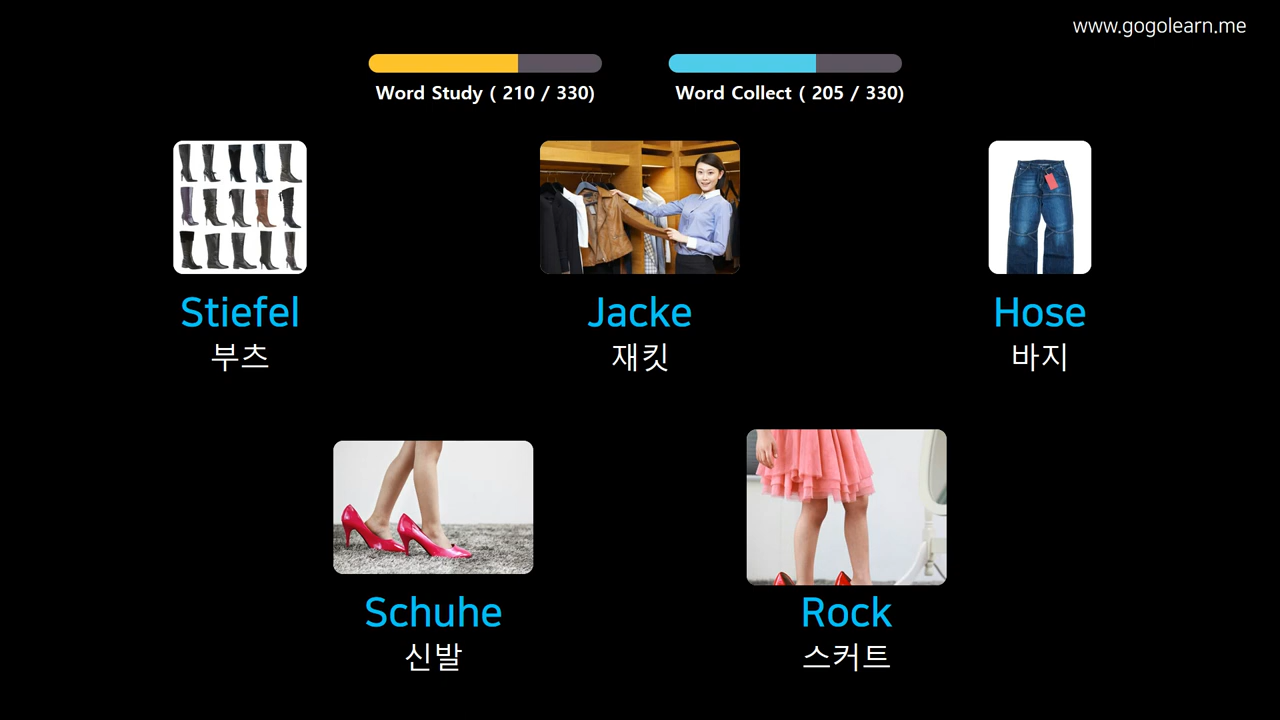 www.gogolearn.me
Word Study ( 210 / 330)
Word Collect ( 205 / 330)
Stiefel
부츠
Jacke
재킷
Hose
바지
Schuhe
신발
Rock
스커트